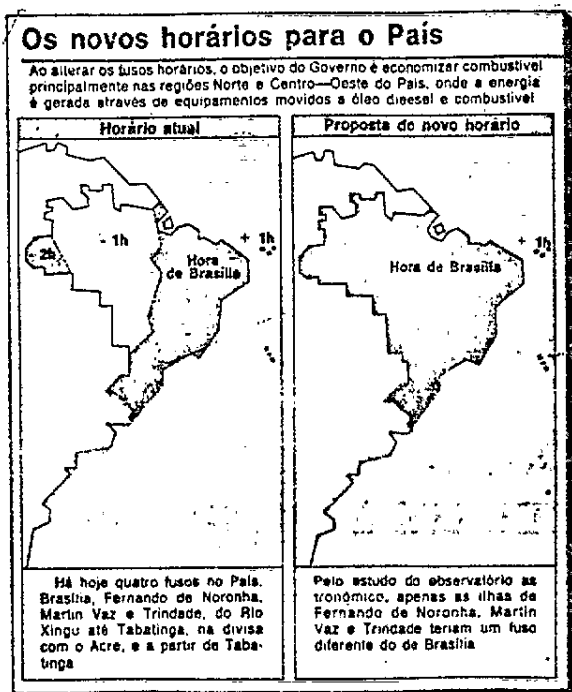 Os novos horários para o País
Ao alterar os fusos horários, o objetivo do Governo é economizar combustível
principalmente nas regiões Norte e Centro—Oeste do País, onde a energia
é gerada através de equipamentos movidos a óleo dieesel e combustível
Horário atual
- 2h
- 1h
Hora
de Brasília
+ 1h
Há hoje quatro fusos no País.
Brasília, Fernando de Noronha,
Martin Vaz e Trindade, do Rio
Xingu até Tabatinga, na divisa
com o Acre, e a partir de Taba-
tinga
Proposta do novo horário
Hora de Brasília
+ 1h
Pelo estudo do observatório as
tronômico, apenas as ilhas de
Fernando de Noronha, Martin
Vaz e Trindade teriam um fuso
diferente do de Brasília